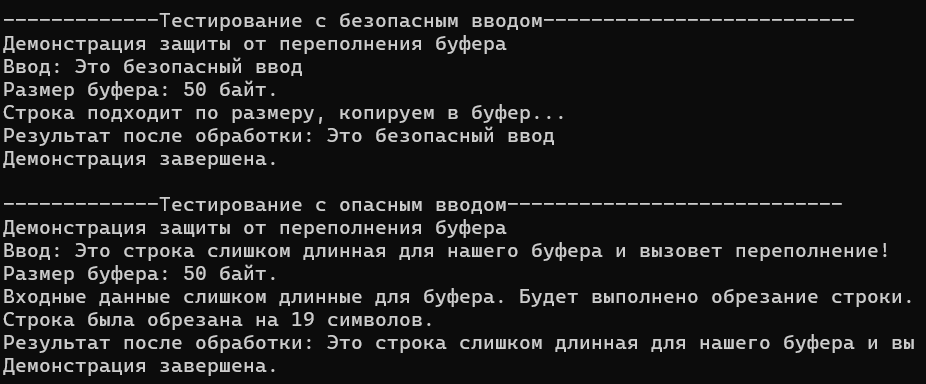 -------------Тестирование с безопасным вводом--------------------------
Демонстрация защиты от переполнения буфера
Ввод: Это безопасный ввод
Размер буфера: 50 байт.
Строка подходит по размеру, копируем в буфер...
Результат после обработки: Это безопасный ввод
Демонстрация завершена.
-------------Тестирование с опасным вводом----------------------------
Демонстрация защиты от переполнения буфера
Ввод: Это строка слишком длинная для нашего буфера и вызовет переполнение!
Размер буфера: 50 байт.
Входные данные слишком длинные для буфера. Будет выполнено обрезание строки.
Строка была обрезана на 19 символов.
Результат после обработки: Это строка слишком длинная для нашего буфера и вы
Демонстрация завершена.